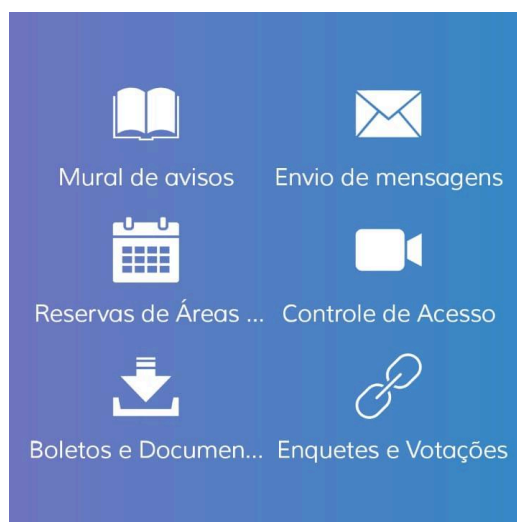 Mural de avisos
Envio de mensagens
Reservas de Áreas ...
Controle de Acesso
Boletos e Documen...
Enquetes e Votações